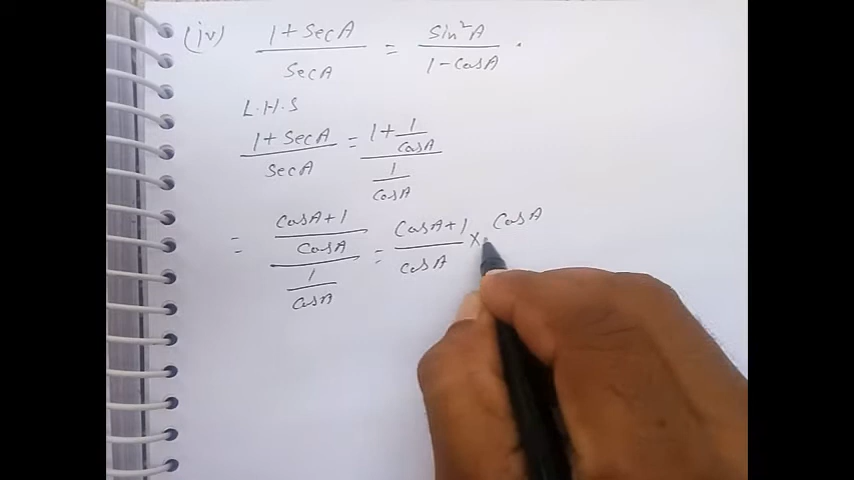 (iv) (1 + SecA)/(SecA) = (Sin²A)/(1 - CosA) .
L.H.S
(1 + SecA)/(SecA) = (1 + 1/CosA)/(1/CosA)
= ((CosA + 1)/CosA)/(1/CosA) = (CosA + 1)/(CosA) × CosA